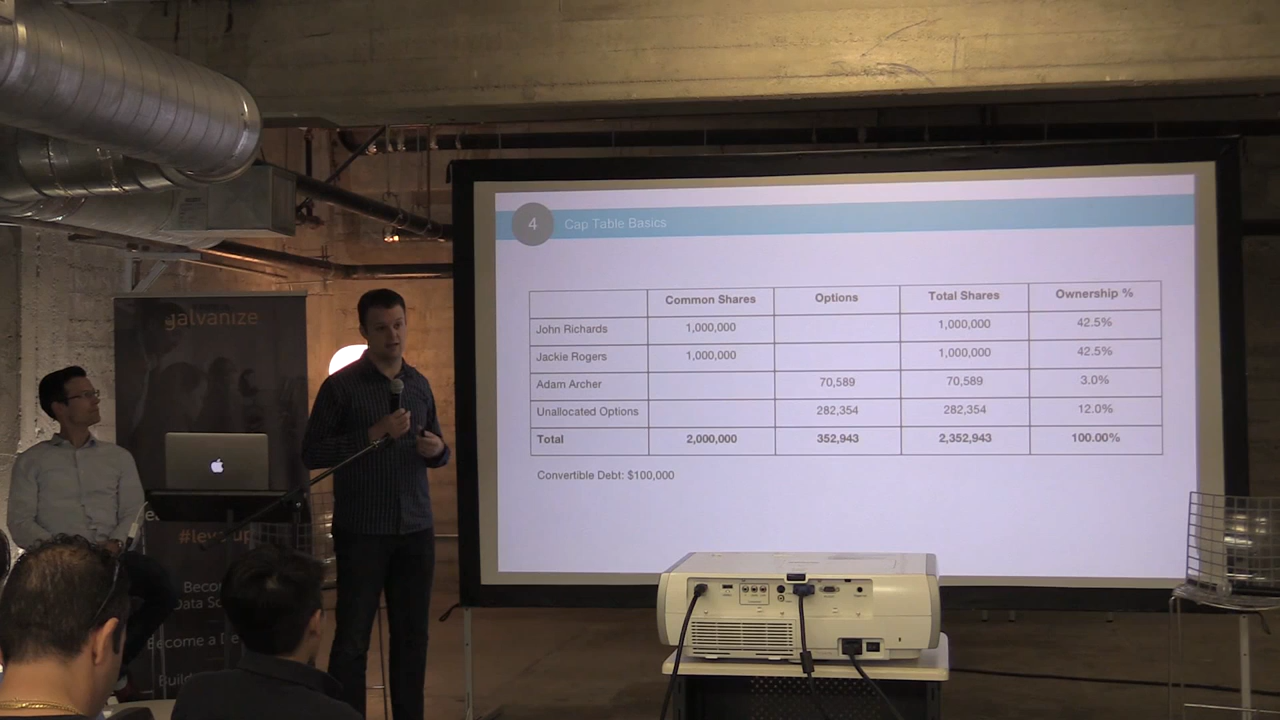 galvanize
#levelup
Become a
Build
4
Cap Table Basics
Common Shares Options Total Shares Ownership %
John Richards 1,000,000 1,000,000 42.5%
Jackie Rogers 1,000,000 1,000,000 42.5%
Adam Archer 70,589 70,589 3.0%
Unallocated Options 282,354 282,354 12.0%
Total 2,000,000 352,943 2,352,943 100.00%
Convertible Debt: $100,000